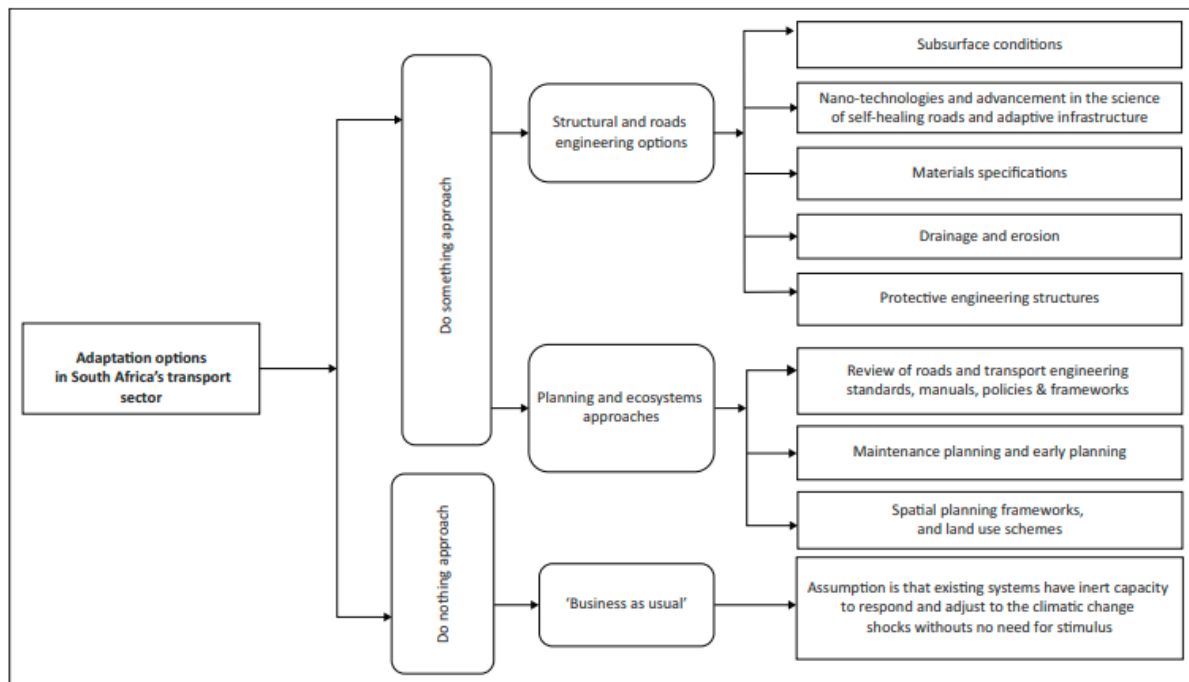 Adaptation options
in South Africa's transport
sector
Do something approach
Do nothing approach
Structural and roads
engineering options
Planning and ecosystems
approaches
'Business as usual'
Subsurface conditions
Nano-technologies and advancement in the science
of self-healing roads and adaptive infrastructure
Materials specifications
Drainage and erosion
Protective engineering structures
Review of roads and transport engineering
standards, manuals, policies & frameworks
Maintenance planning and early planning
Spatial planning frameworks,
and land use schemes
Assumption is that existing systems have inert capacity
to respond and adjust to the climatic change
shocks withouts no need for stimulus